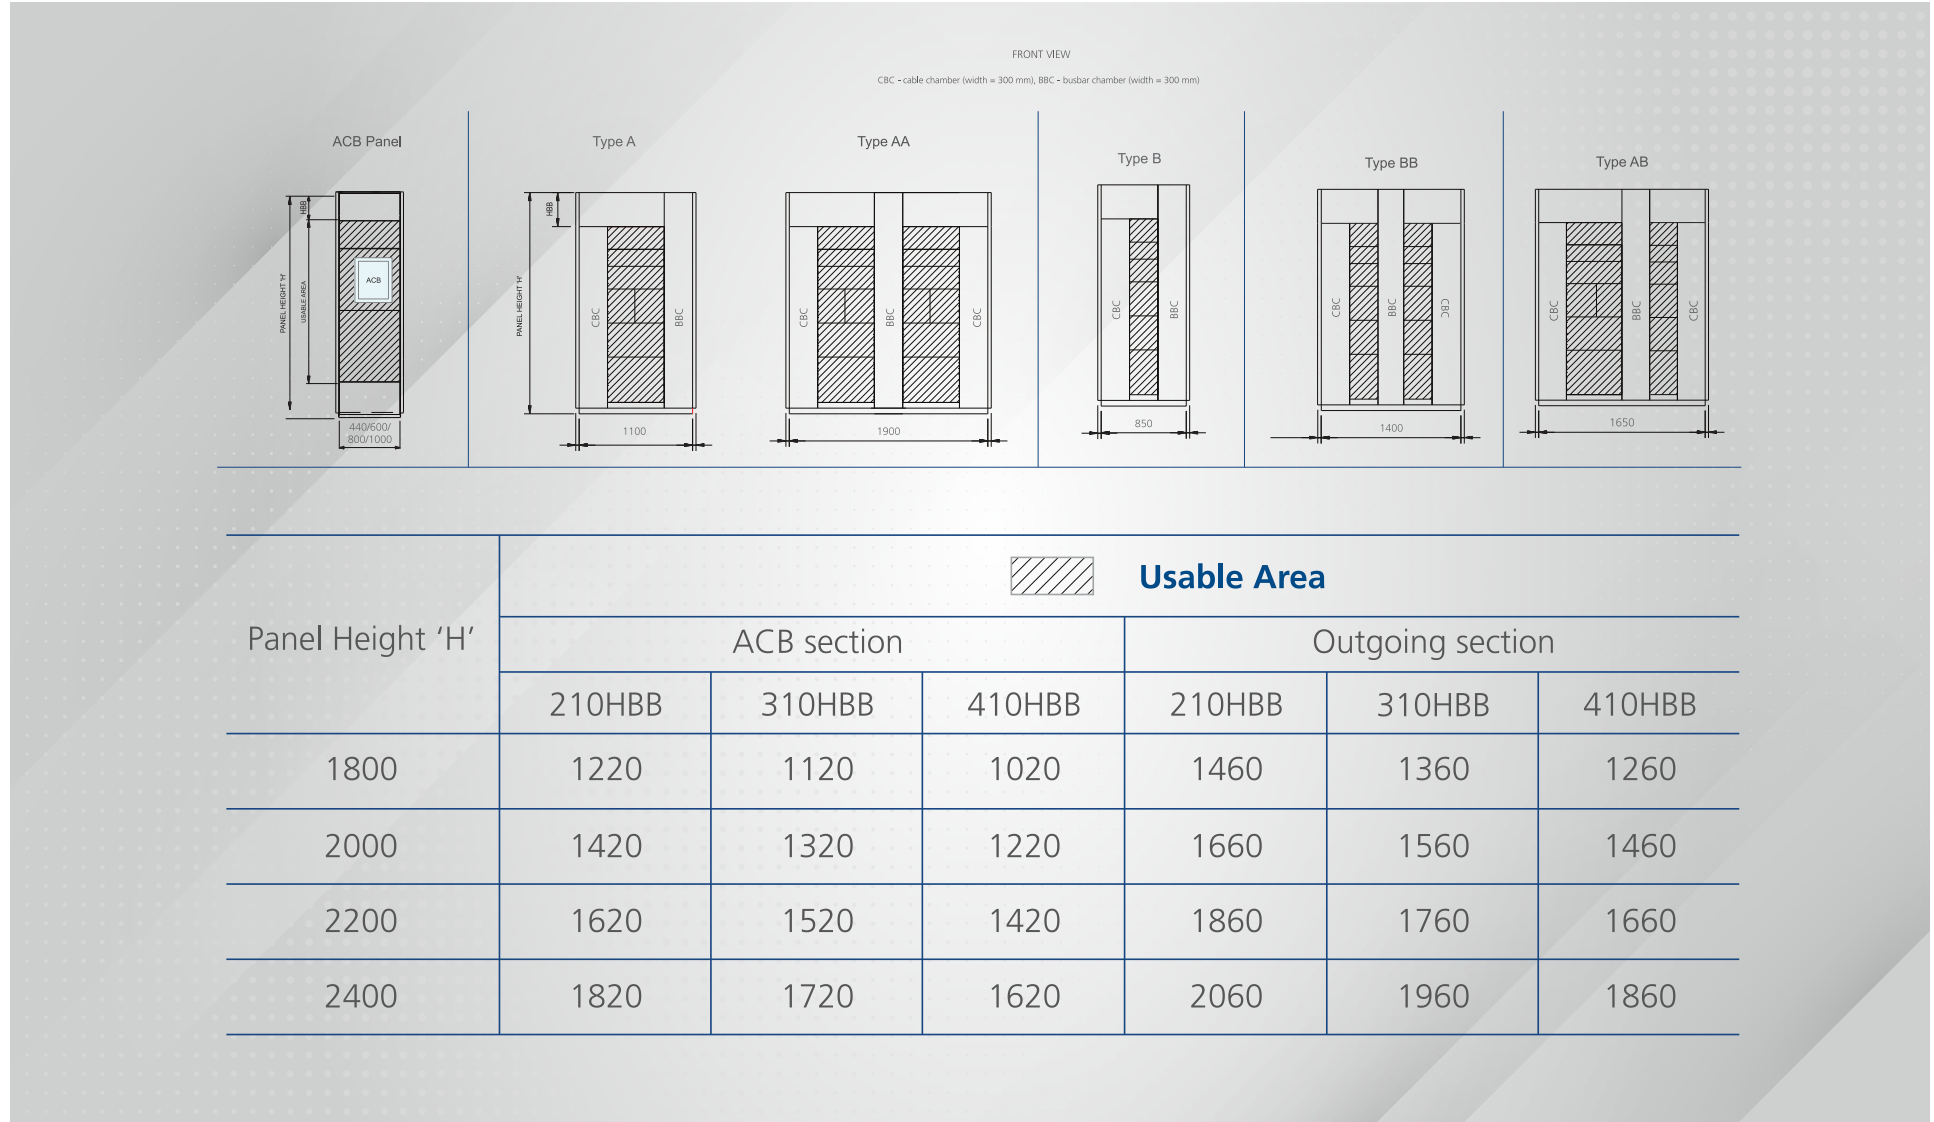 FRONT VIEW
CBC - cable chamber (width = 300 mm), BBC - busbar chamber (width = 300 mm)
ACB Panel
HBB
PANEL HEIGHT 'H'
USABLE AREA
ACB
440/600/
800/1000
Type A
HBB
PANEL HEIGHT 'H'
CBC
BBC
1100
Type AA
CBC
BBC
CBC
1900
Type B
CBC
BBC
850
Type BB
CBC
BBC
CBC
1400
Type AB
CBC
BBC
CBC
1650
Usable Area
Panel Height ‘H’
ACB section Outgoing section
210HBB 310HBB 410HBB 210HBB 310HBB 410HBB
1800 1220 1120 1020 1460 1360 1260
2000 1420 1320 1220 1660 1560 1460
2200 1620 1520 1420 1860 1760 1660
2400 1820 1720 1620 2060 1960 1860